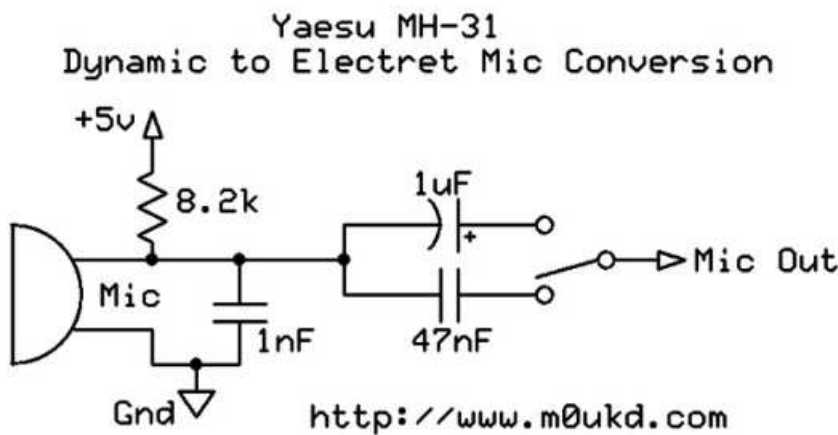 Yaesu MH-31
Dynamic to Electret Mic Conversion
+5v
8.2k
1uF
+
Mic Out
Mic
1nF
47nF
Gnd
http://www.m0ukd.com